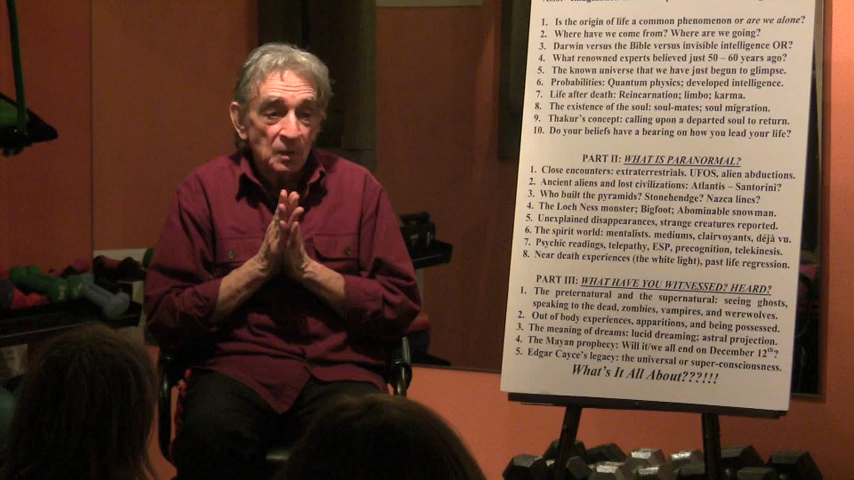 1. Is the origin of life a common phenomenon or are we alone?
2. Where have we come from? Where are we going?
3. Darwin versus the Bible versus invisible intelligence OR?
4. What renowned experts believed just 50 – 60 years ago?
5. The known universe that we have just begun to glimpse.
6. Probabilities: Quantum physics; developed intelligence.
7. Life after death: Reincarnation; limbo; karma.
8. The existence of the soul: soul-mates; soul migration.
9. Thakur's concept: calling upon a departed soul to return.
10. Do your beliefs have a bearing on how you lead your life?
PART II: WHAT IS PARANORMAL?
1. Close encounters: extraterrestrials. UFOS, alien abductions.
2. Ancient aliens and lost civilizations: Atlantis – Santorini?
3. Who built the pyramids? Stonehendge? Nazca lines?
4. The Loch Ness monster; Bigfoot; Abominable snowman.
5. Unexplained disappearances, strange creatures reported.
6. The spirit world: mentalists. mediums, clairvoyants, déjà vu.
7. Psychic readings, telepathy, ESP, precognition, telekinesis.
8. Near death experiences (the white light), past life regression.
PART III: WHAT HAVE YOU WITNESSED? HEARD?
1. The preternatural and the supernatural: seeing ghosts,
speaking to the dead, zombies, vampires, and werewolves.
2. Out of body experiences, apparitions, and being possessed.
3. The meaning of dreams: lucid dreaming; astral projection.
4. The Mayan prophecy: Will it/we all end on December 12th?
5. Edgar Cayce's legacy: the universal or super-consciousness.
What's It All About???!!!